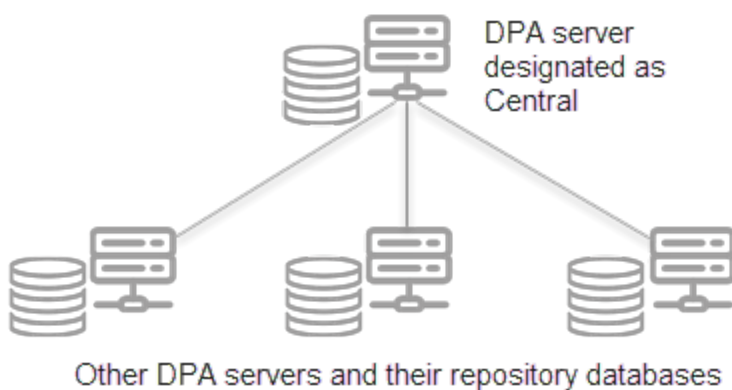 DPA server
designated as
Central
Other DPA servers and their repository databases